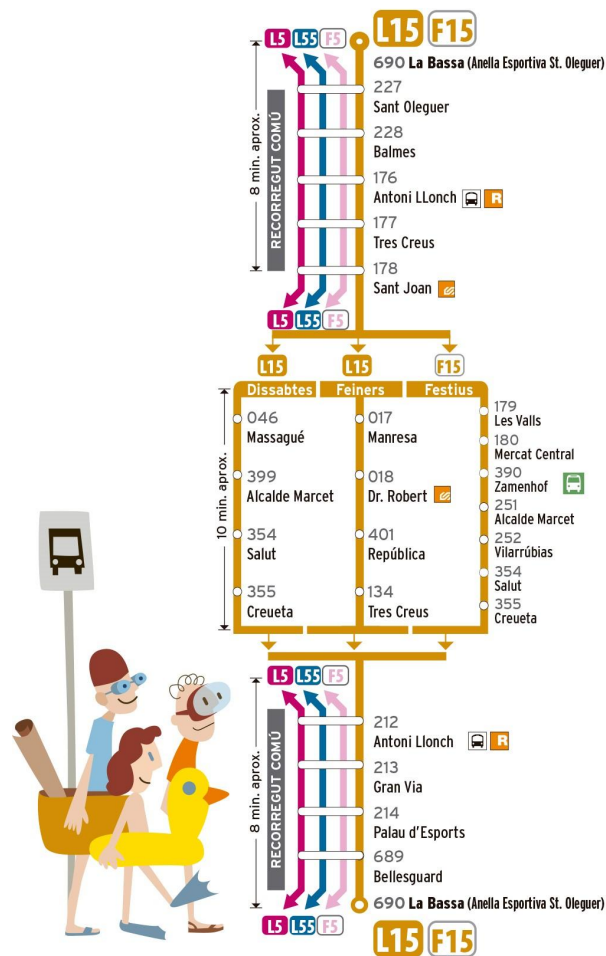 L15 F15
L5 L55 F5
690 La Bassa (Anella Esportiva St. Oleguer)
227
Sant Oleguer
228
Balmes
176
Antoni LLonch R
177
Tres Creus
178
Sant Joan
8 min. aprox.
RECORREGUT COMÚ
L5 L55 F5
L15 L15 F15
Dissabtes Feiners Festius
10 min. aprox.
046
Massagué
399
Alcalde Marcet
354
Salut
355
Creueta
017
Manresa
018
Dr. Robert
401
República
134
Tres Creus
179
Les Valls
180
Mercat Central
390
Zamenhof
251
Alcalde Marcet
252
Vilarrúbias
354
Salut
355
Creueta
L5 L55 F5
8 min. aprox.
RECORREGUT COMÚ
212
Antoni Llonch R
213
Gran Via
214
Palau d'Esports
689
Bellesguard
690 La Bassa (Anella Esportiva St. Oleguer)
L5 L55 F5
L15 F15